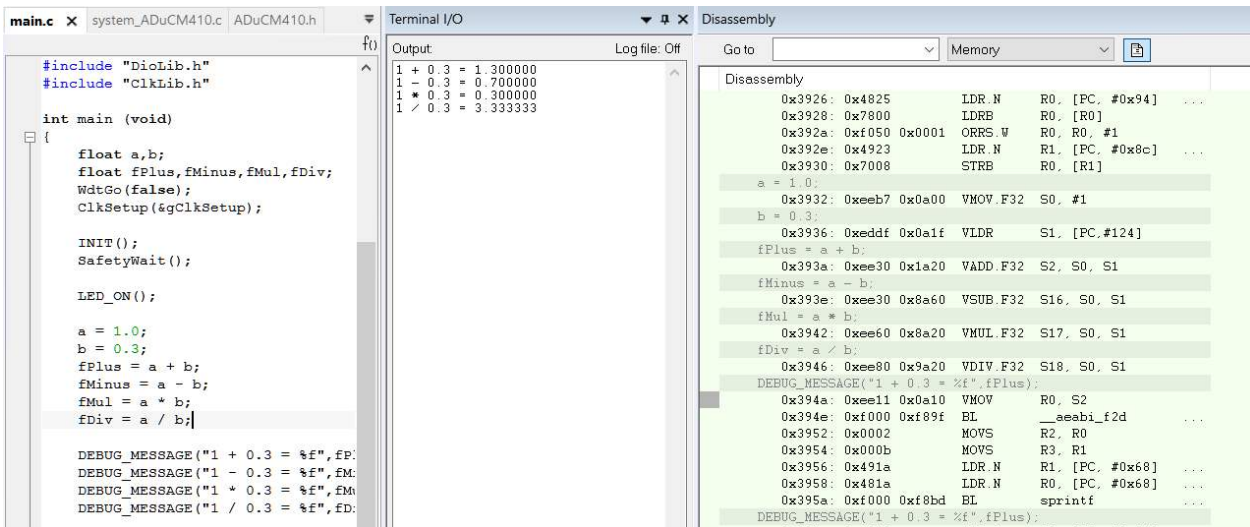 main.c X system_ADuCM410.c ADuCM410.h
f()
#include "DioLib.h"
#include "ClkLib.h"
int main (void)
{
float a,b;
float fPlus,fMinus,fMul,fDiv;
WdtGo(false);
ClkSetup(&gClkSetup);
INIT();
SafetyWait();
LED_ON();
a = 1.0;
b = 0.3;
fPlus = a + b;
fMinus = a - b;
fMul = a * b;
fDiv = a / b;
DEBUG_MESSAGE("1 + 0.3 = %f",fPl
DEBUG_MESSAGE("1 - 0.3 = %f",fMi
DEBUG_MESSAGE("1 * 0.3 = %f",fMu
DEBUG_MESSAGE("1 / 0.3 = %f",fDi
Terminal I/O
Output: Log file: Off
1 + 0.3 = 1.300000
1 - 0.3 = 0.700000
1 * 0.3 = 0.300000
1 / 0.3 = 3.333333
Disassembly
Go to Memory
Disassembly
0x3926: 0x4825 LDR.N R0, [PC, #0x94] ...
0x3928: 0x7800 LDRB R0, [R0]
0x392a: 0xf050 0x0001 ORRS.W R0, R0, #1
0x392e: 0x4923 LDR.N R1, [PC, #0x8c] ...
0x3930: 0x7008 STRB R0, [R1]
a = 1.0;
0x3932: 0xeeb7 0x0a00 VMOV.F32 S0, #1
b = 0.3;
0x3936: 0xeddf 0x0a1f VLDR S1, [PC,#124]
fPlus = a + b;
0x393a: 0xee30 0x1a20 VADD.F32 S2, S0, S1
fMinus = a - b;
0x393e: 0xee30 0x8a60 VSUB.F32 S16, S0, S1
fMul = a * b;
0x3942: 0xee60 0x8a20 VMUL.F32 S17, S0, S1
fDiv = a / b;
0x3946: 0xee80 0x9a20 VDIV.F32 S18, S0, S1
DEBUG_MESSAGE("1 + 0.3 = %f",fPlus);
0x394a: 0xee11 0x0a10 VMOV R0, S2
0x394e: 0xf000 0xf89f BL __aeabi_f2d ...
0x3952: 0x0002 MOVS R2, R0
0x3954: 0x000b MOVS R3, R1
0x3956: 0x491a LDR.N R1, [PC, #0x68] ...
0x3958: 0x481a LDR.N R0, [PC, #0x68] ...
0x395a: 0xf000 0xf8bd BL sprintf ...
DEBUG_MESSAGE("1 + 0.3 = %f",fPlus);